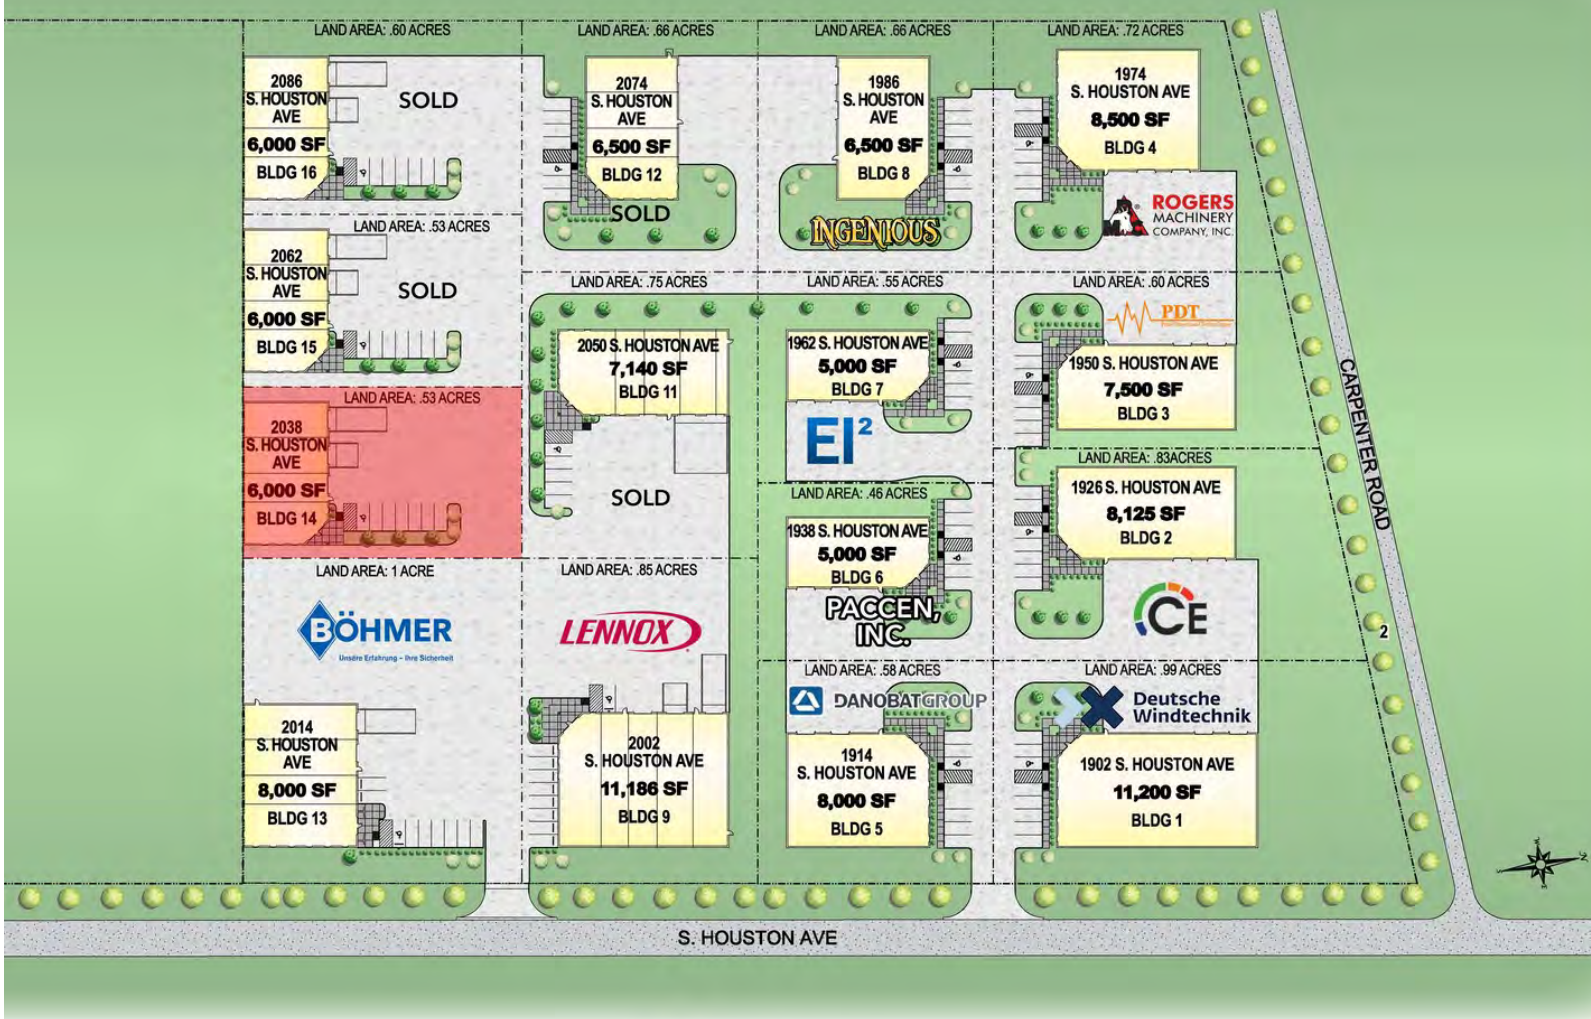 LAND AREA: .60 ACRES
2086
S. HOUSTON
AVE
6,000 SF
BLDG 16
SOLD
LAND AREA: .66 ACRES
2074
S. HOUSTON
AVE
6,500 SF
BLDG 12
SOLD
LAND AREA: .66 ACRES
1986
S. HOUSTON
AVE
6,500 SF
BLDG 8
INGENIOUS
LAND AREA: .72 ACRES
1974
S. HOUSTON AVE
8,500 SF
BLDG 4
ROGERS
MACHINERY
COMPANY, INC.
LAND AREA: .53 ACRES
2062
S. HOUSTON
AVE
6,000 SF
BLDG 15
SOLD
LAND AREA: .75 ACRES
2050 S. HOUSTON AVE
7,140 SF
BLDG 11
SOLD
LAND AREA: .55 ACRES
1962 S. HOUSTON AVE
5,000 SF
BLDG 7
EI²
LAND AREA: .60 ACRES
PDT
1950 S. HOUSTON AVE
7,500 SF
BLDG 3
LAND AREA: .53 ACRES
2038
S. HOUSTON
AVE
6,000 SF
BLDG 14
LAND AREA: .46 ACRES
1938 S. HOUSTON AVE
5,000 SF
BLDG 6
PACCEN,
INC.
LAND AREA: .83ACRES
1926 S. HOUSTON AVE
8,125 SF
BLDG 2
CE
LAND AREA: 1 ACRE
BÖHMER
Unsere Erfahrung – Ihre Sicherheit
2014
S. HOUSTON
AVE
8,000 SF
BLDG 13
LAND AREA: .85 ACRES
LENNOX
2002
S. HOUSTON AVE
11,186 SF
BLDG 9
LAND AREA: .58 ACRES
DANOBATGROUP
1914
S. HOUSTON AVE
8,000 SF
BLDG 5
LAND AREA: .99 ACRES
Deutsche
Windtechnik
1902 S. HOUSTON AVE
11,200 SF
BLDG 1
CARPENTER ROAD
2
S. HOUSTON AVE